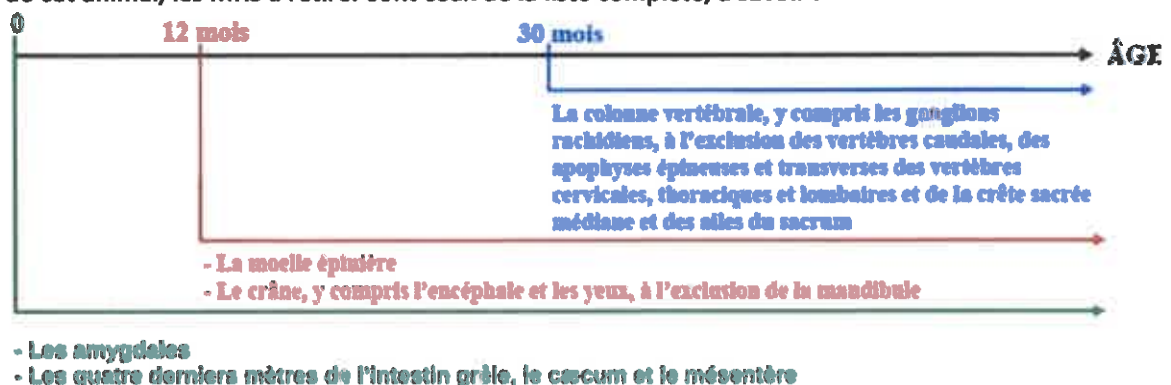 0
12 mois
30 mois
ÂGE
La colonne vertébrale, y compris les ganglions
rachidiens, à l'exclusion des vertèbres caudales, des
apophyses épineuses et transverses des vertèbres
cervicales, thoraciques et lombaires et de la crête sacrée
médiane et des ailes du sacrum
- La moelle épinière
- Le crâne, y compris l'encéphale et les yeux, à l'exclusion de la mandibule
- Les amygdales
- Les quatre derniers mètres de l'intestin grêle, le cæcum et le mésentère